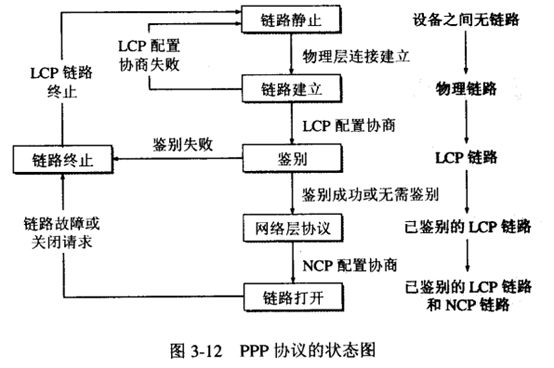 链路静止
设备之间无链路
LCP 配置
协商失败
物理层连接建立
LCP 链路
终止
链路建立
物理链路
LCP 配置协商
鉴别失败
链路终止
鉴别
LCP 链路
鉴别成功或无需鉴别
链路故障或
关闭请求
网络层协议
已鉴别的 LCP 链路
NCP 配置协商
链路打开
已鉴别的 LCP 链路
和 NCP 链路
图 3-12 PPP 协议的状态图